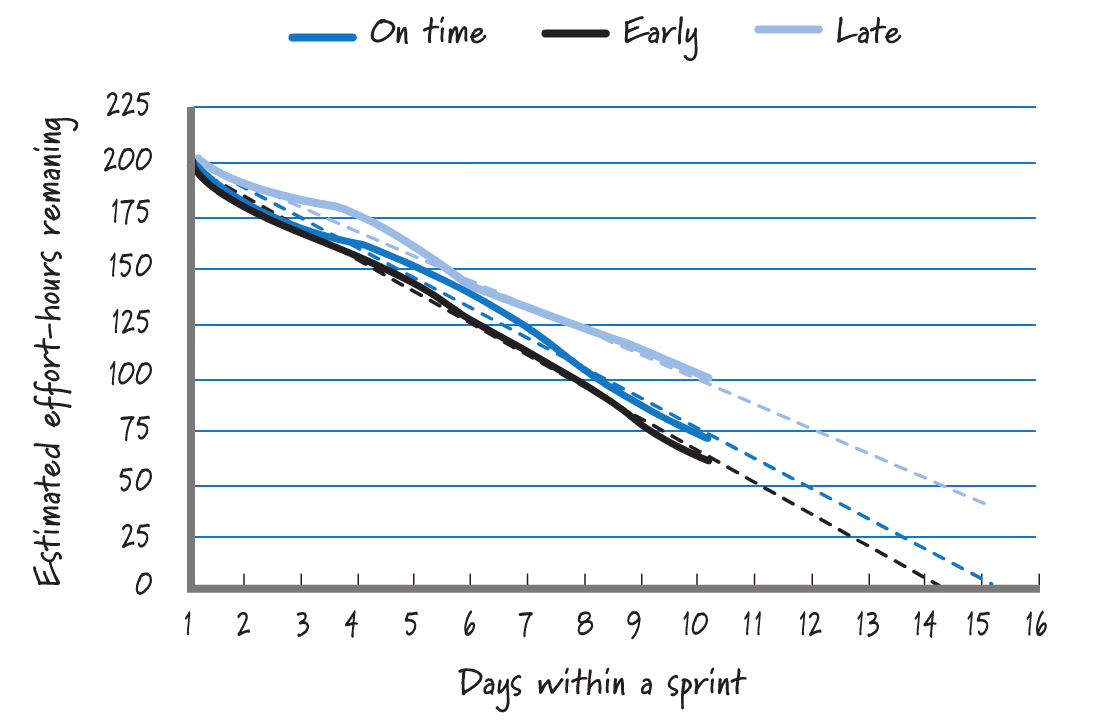 On time Early Late
Estimated effort-hours remaining
225
200
175
150
125
100
75
50
25
0
1 2 3 4 5 6 7 8 9 10 11 12 13 14 15 16
Days within a sprint